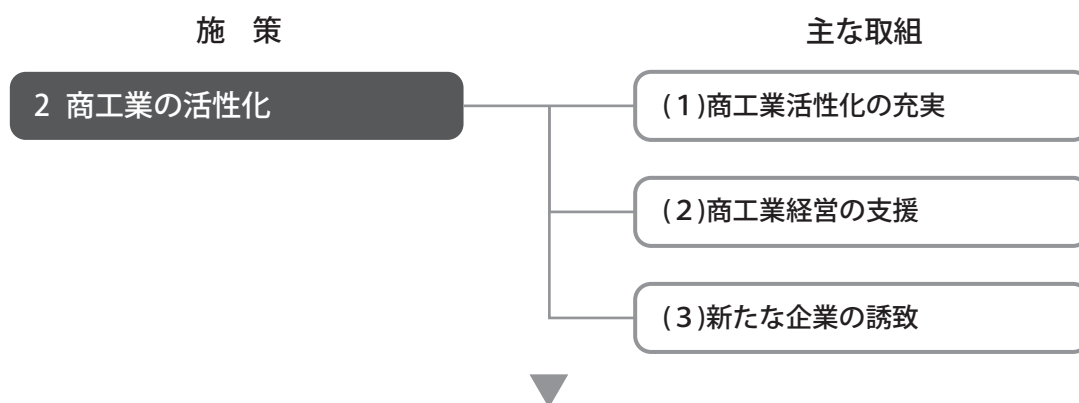 施　策
主な取組
2 商工業の活性化
(1)商工業活性化の充実
(2)商工業経営の支援
(3)新たな企業の誘致